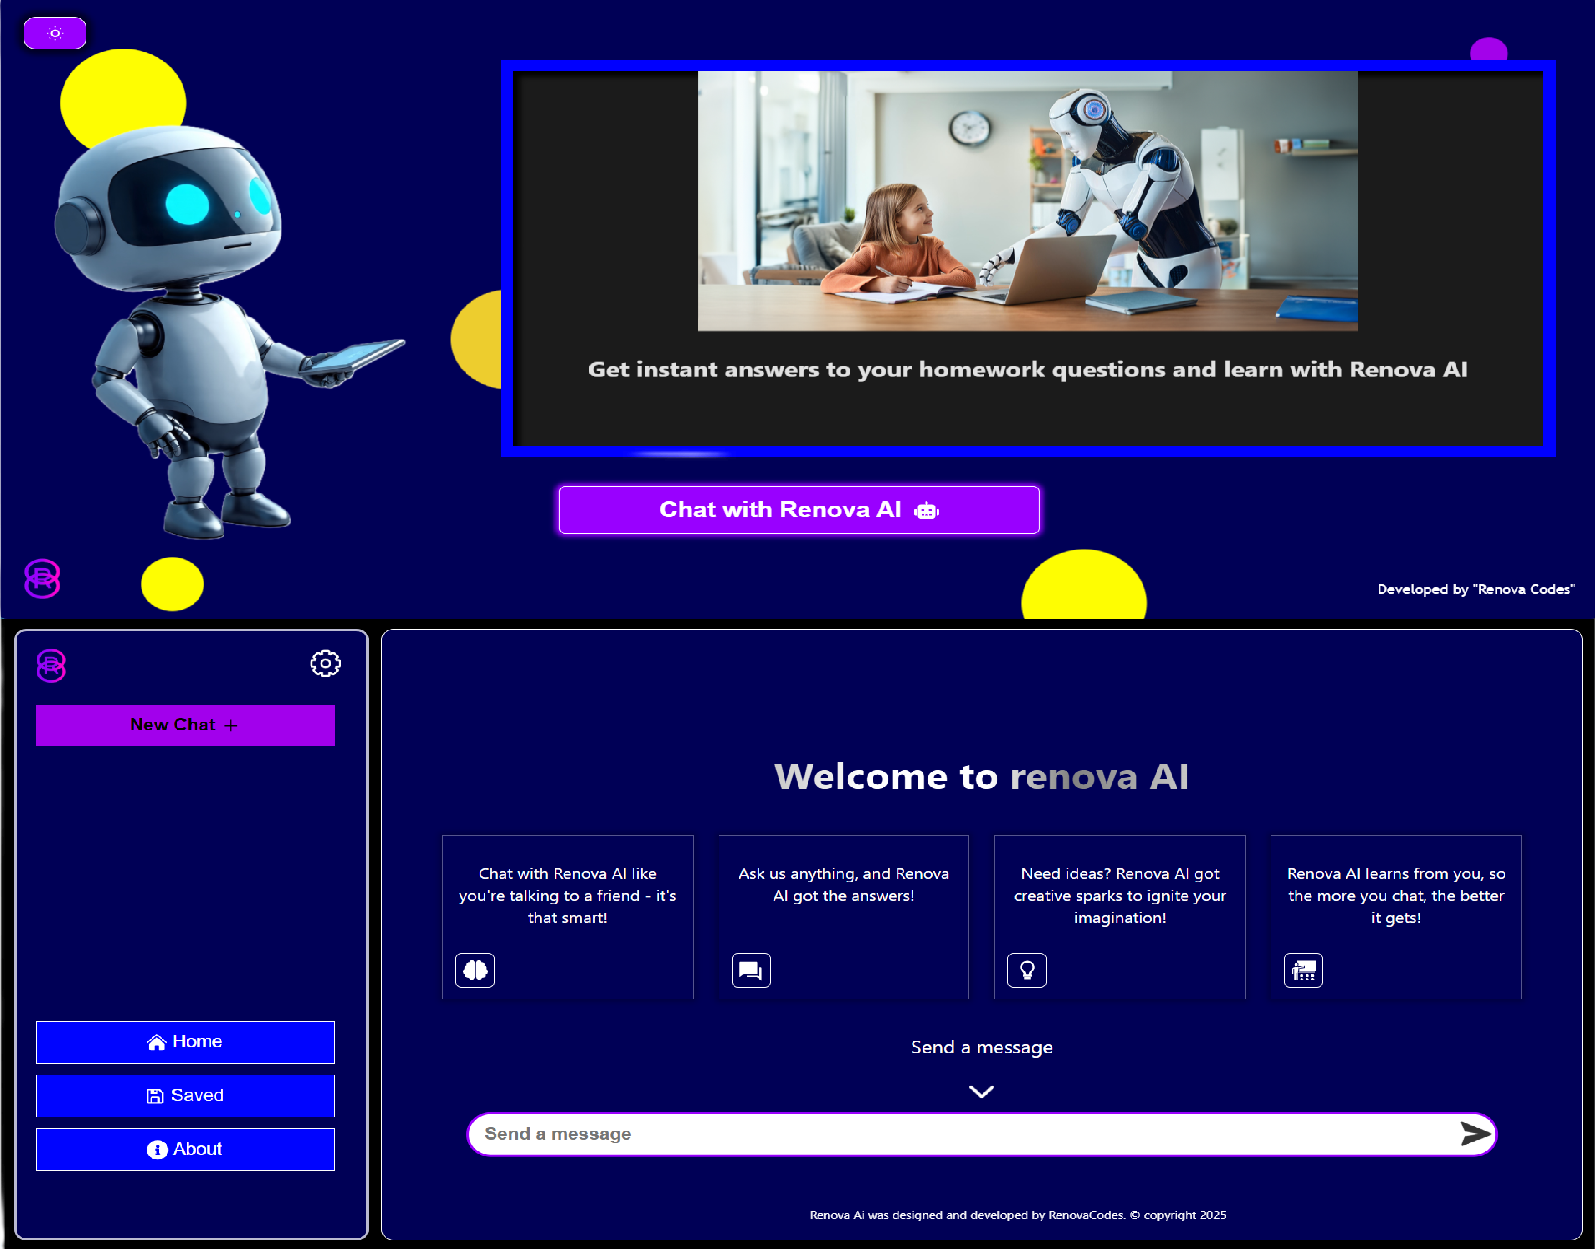 Get instant answers to your homework questions and learn with Renova AI
Chat with Renova AI
Developed by "Renova Codes"
New Chat +
Home
Saved
About
Welcome to renova AI
Chat with Renova AI like
you're talking to a friend - it's
that smart!
Ask us anything, and Renova
AI got the answers!
Need ideas? Renova AI got
creative sparks to ignite your
imagination!
Renova AI learns from you, so
the more you chat, the better
it gets!
Send a message
Send a message
Renova Ai was designed and developed by RenovaCodes. © copyright 2025